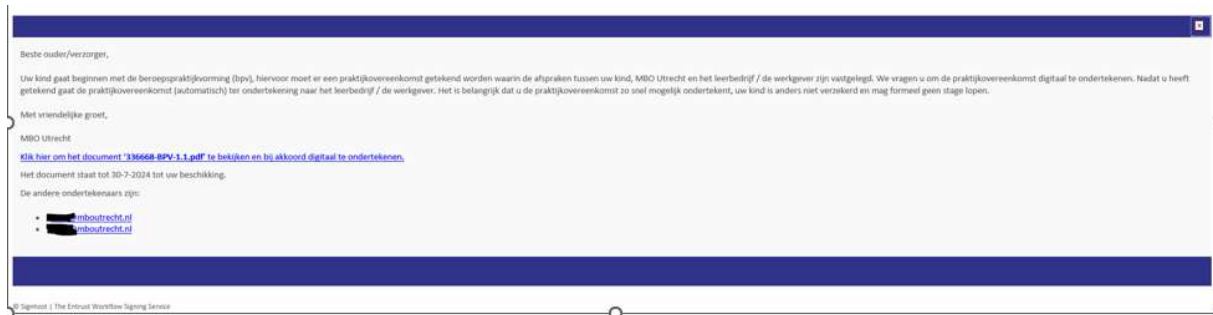 Beste ouder/verzorger,
Uw kind gaat beginnen met de beroepspraktijkvorming (bpv), hiervoor moet er een praktijkovereenkomst getekend worden waarin de afspraken tussen uw kind, MBO Utrecht en het leerbedrijf / de werkgever zijn vastgelegd. We vragen u om de praktijkovereenkomst digitaal te ondertekenen. Nadat u heeft
getekend gaat de praktijkovereenkomst (automatisch) ter ondertekening naar het leerbedrijf / de werkgever. Het is belangrijk dat u de praktijkovereenkomst zo snel mogelijk ondertekent, uw kind is anders niet verzekerd en mag formeel geen stage lopen.
Met vriendelijke groet,
MBO Utrecht
Klik hier om het document '336668-BPV-1.1.pdf' te bekijken en bij akkoord digitaal te ondertekenen.
Het document staat tot 30-7-2024 tot uw beschikking.
De andere ondertekenaars zijn:
mboutrecht.nl
mboutrecht.nl
© Signhost | The Entrust Workflow Signing Service